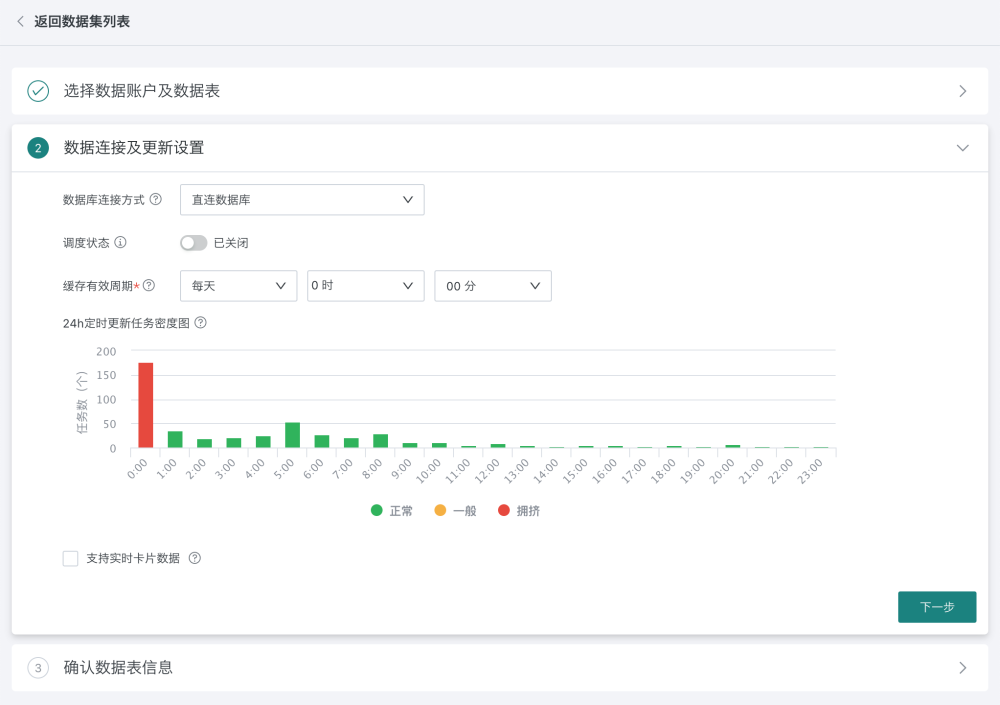 返回数据集列表
选择数据账户及数据表
2 数据连接及更新设置
数据库连接方式 ? 直连数据库
调度状态 i 已关闭
缓存有效周期* ? 每天 0 时 00 分
24h定时更新任务密度图 ?
任务数（个）
200
150
100
50
0
0:00 1:00 2:00 3:00 4:00 5:00 6:00 7:00 8:00 9:00 10:00 11:00 12:00 13:00 14:00 15:00 16:00 17:00 18:00 19:00 20:00 21:00 22:00 23:00
正常 一般 拥挤
支持实时卡片数据 ?
下一步
3 确认数据表信息